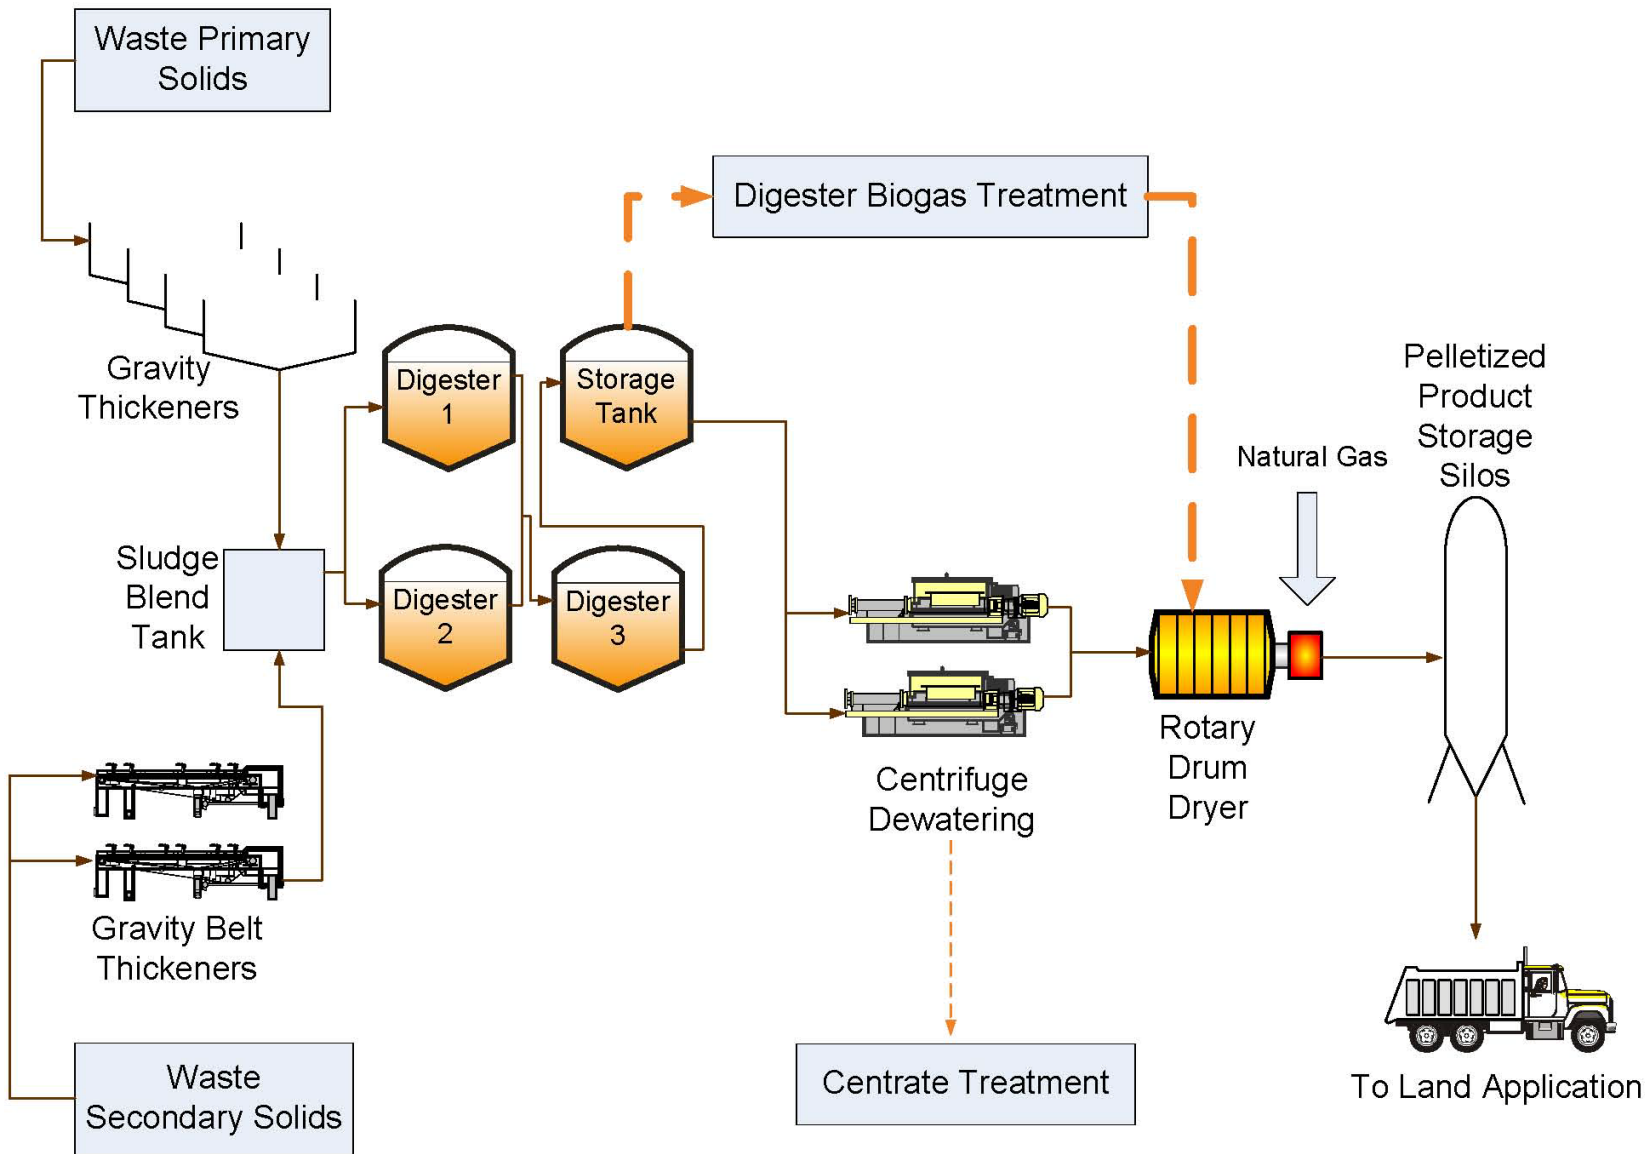 Waste Primary
Solids
Digester Biogas Treatment
Gravity
Thickeners
Digester
1
Storage
Tank
Pelletized
Product
Storage
Silos
Natural Gas
Sludge
Blend
Tank
Digester
2
Digester
3
Rotary
Drum
Dryer
Centrifuge
Dewatering
Gravity Belt
Thickeners
Waste
Secondary Solids
Centrate Treatment
To Land Application